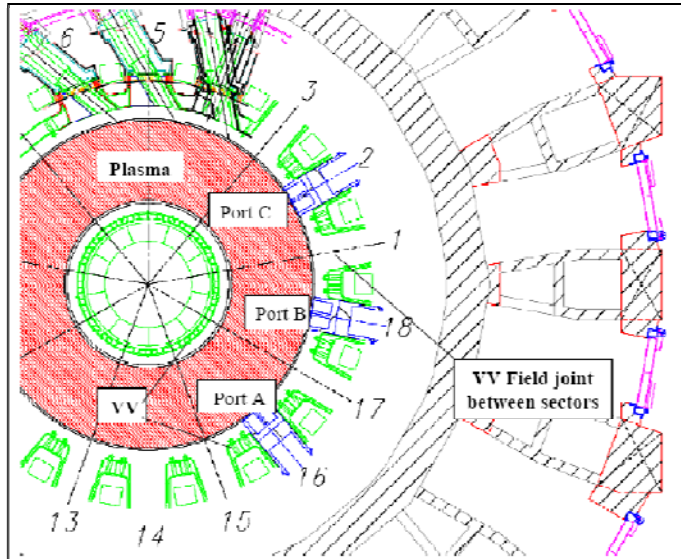 6
5
3
2
Plasma
Port C
1
Port B
18
VV Field joint
between sectors
Port A
VV
17
16
13
14
15